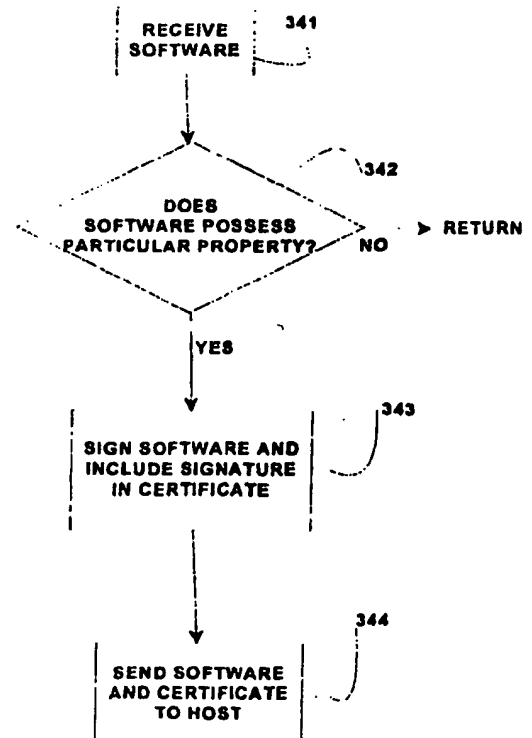 RECEIVE
SOFTWARE
341
342
DOES
SOFTWARE POSSESS
PARTICULAR PROPERTY?
NO
RETURN
YES
343
SIGN SOFTWARE AND
INCLUDE SIGNATURE
IN CERTIFICATE
344
SEND SOFTWARE
AND CERTIFICATE
TO HOST